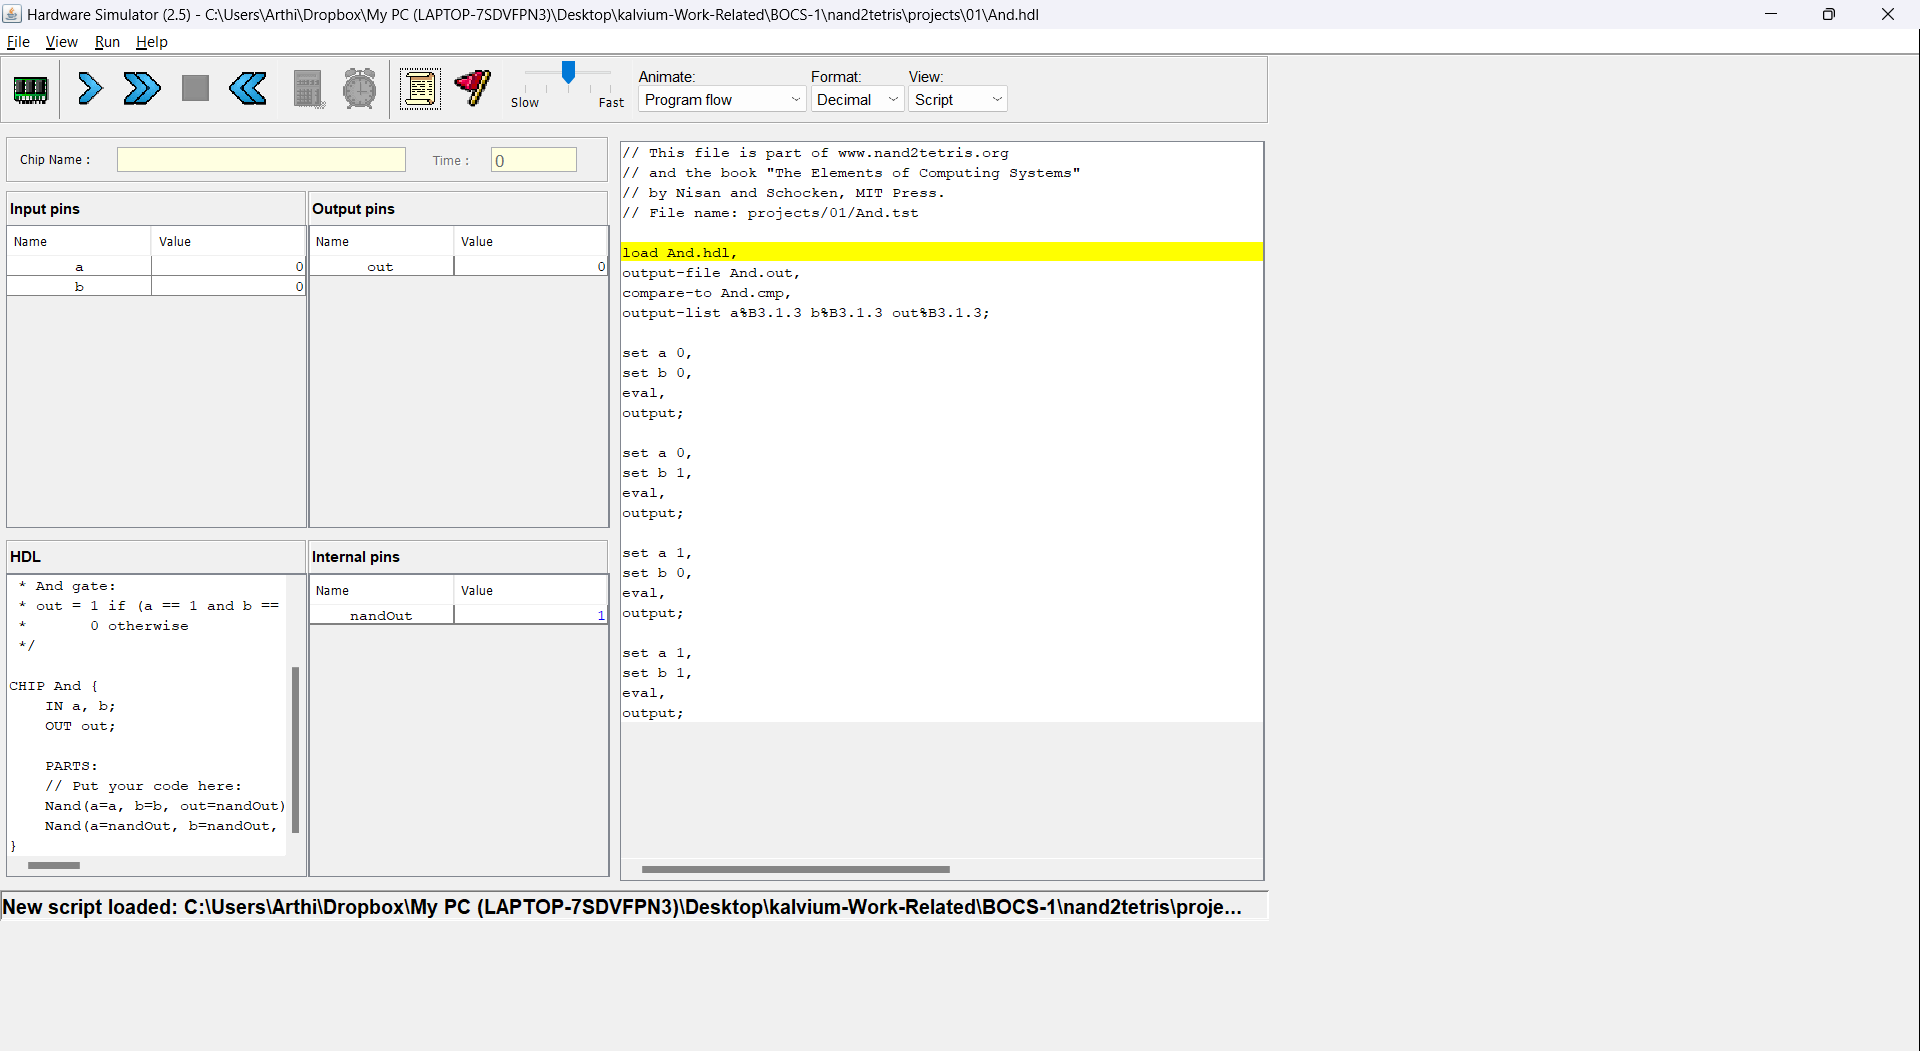 Hardware Simulator (2.5) - C:\Users\Arthi\Dropbox\My PC (LAPTOP-7SDVFPN3)\Desktop\kalvium-Work-Related\BOCS-1\nand2tetris\projects\01\And.hdl
File View Run Help
Slow Fast
Animate: Format: View:
Program flow Decimal Script
Chip Name : Time : 0
Input pins
Name Value
a 0
b 0
Output pins
Name Value
out 0
HDL
* And gate:
* out = 1 if (a == 1 and b ==
* 0 otherwise
*/
CHIP And {
IN a, b;
OUT out;
PARTS:
// Put your code here:
Nand(a=a, b=b, out=nandOut)
Nand(a=nandOut, b=nandOut,
}
Internal pins
Name Value
nandOut 1
// This file is part of www.nand2tetris.org
// and the book "The Elements of Computing Systems"
// by Nisan and Schocken, MIT Press.
// File name: projects/01/And.tst
load And.hdl,
output-file And.out,
compare-to And.cmp,
output-list a%B3.1.3 b%B3.1.3 out%B3.1.3;
set a 0,
set b 0,
eval,
output;
set a 0,
set b 1,
eval,
output;
set a 1,
set b 0,
eval,
output;
set a 1,
set b 1,
eval,
output;
New script loaded: C:\Users\Arthi\Dropbox\My PC (LAPTOP-7SDVFPN3)\Desktop\kalvium-Work-Related\BOCS-1\nand2tetris\proje...